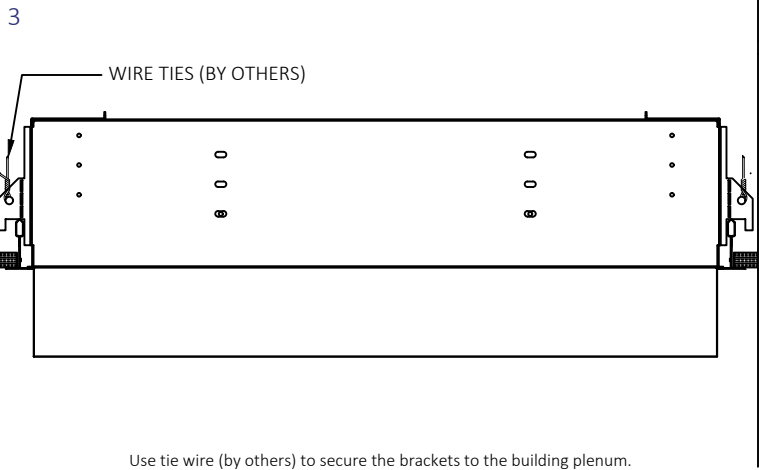 3
WIRE TIES (BY OTHERS)
Use tie wire (by others) to secure the brackets to the building plenum.